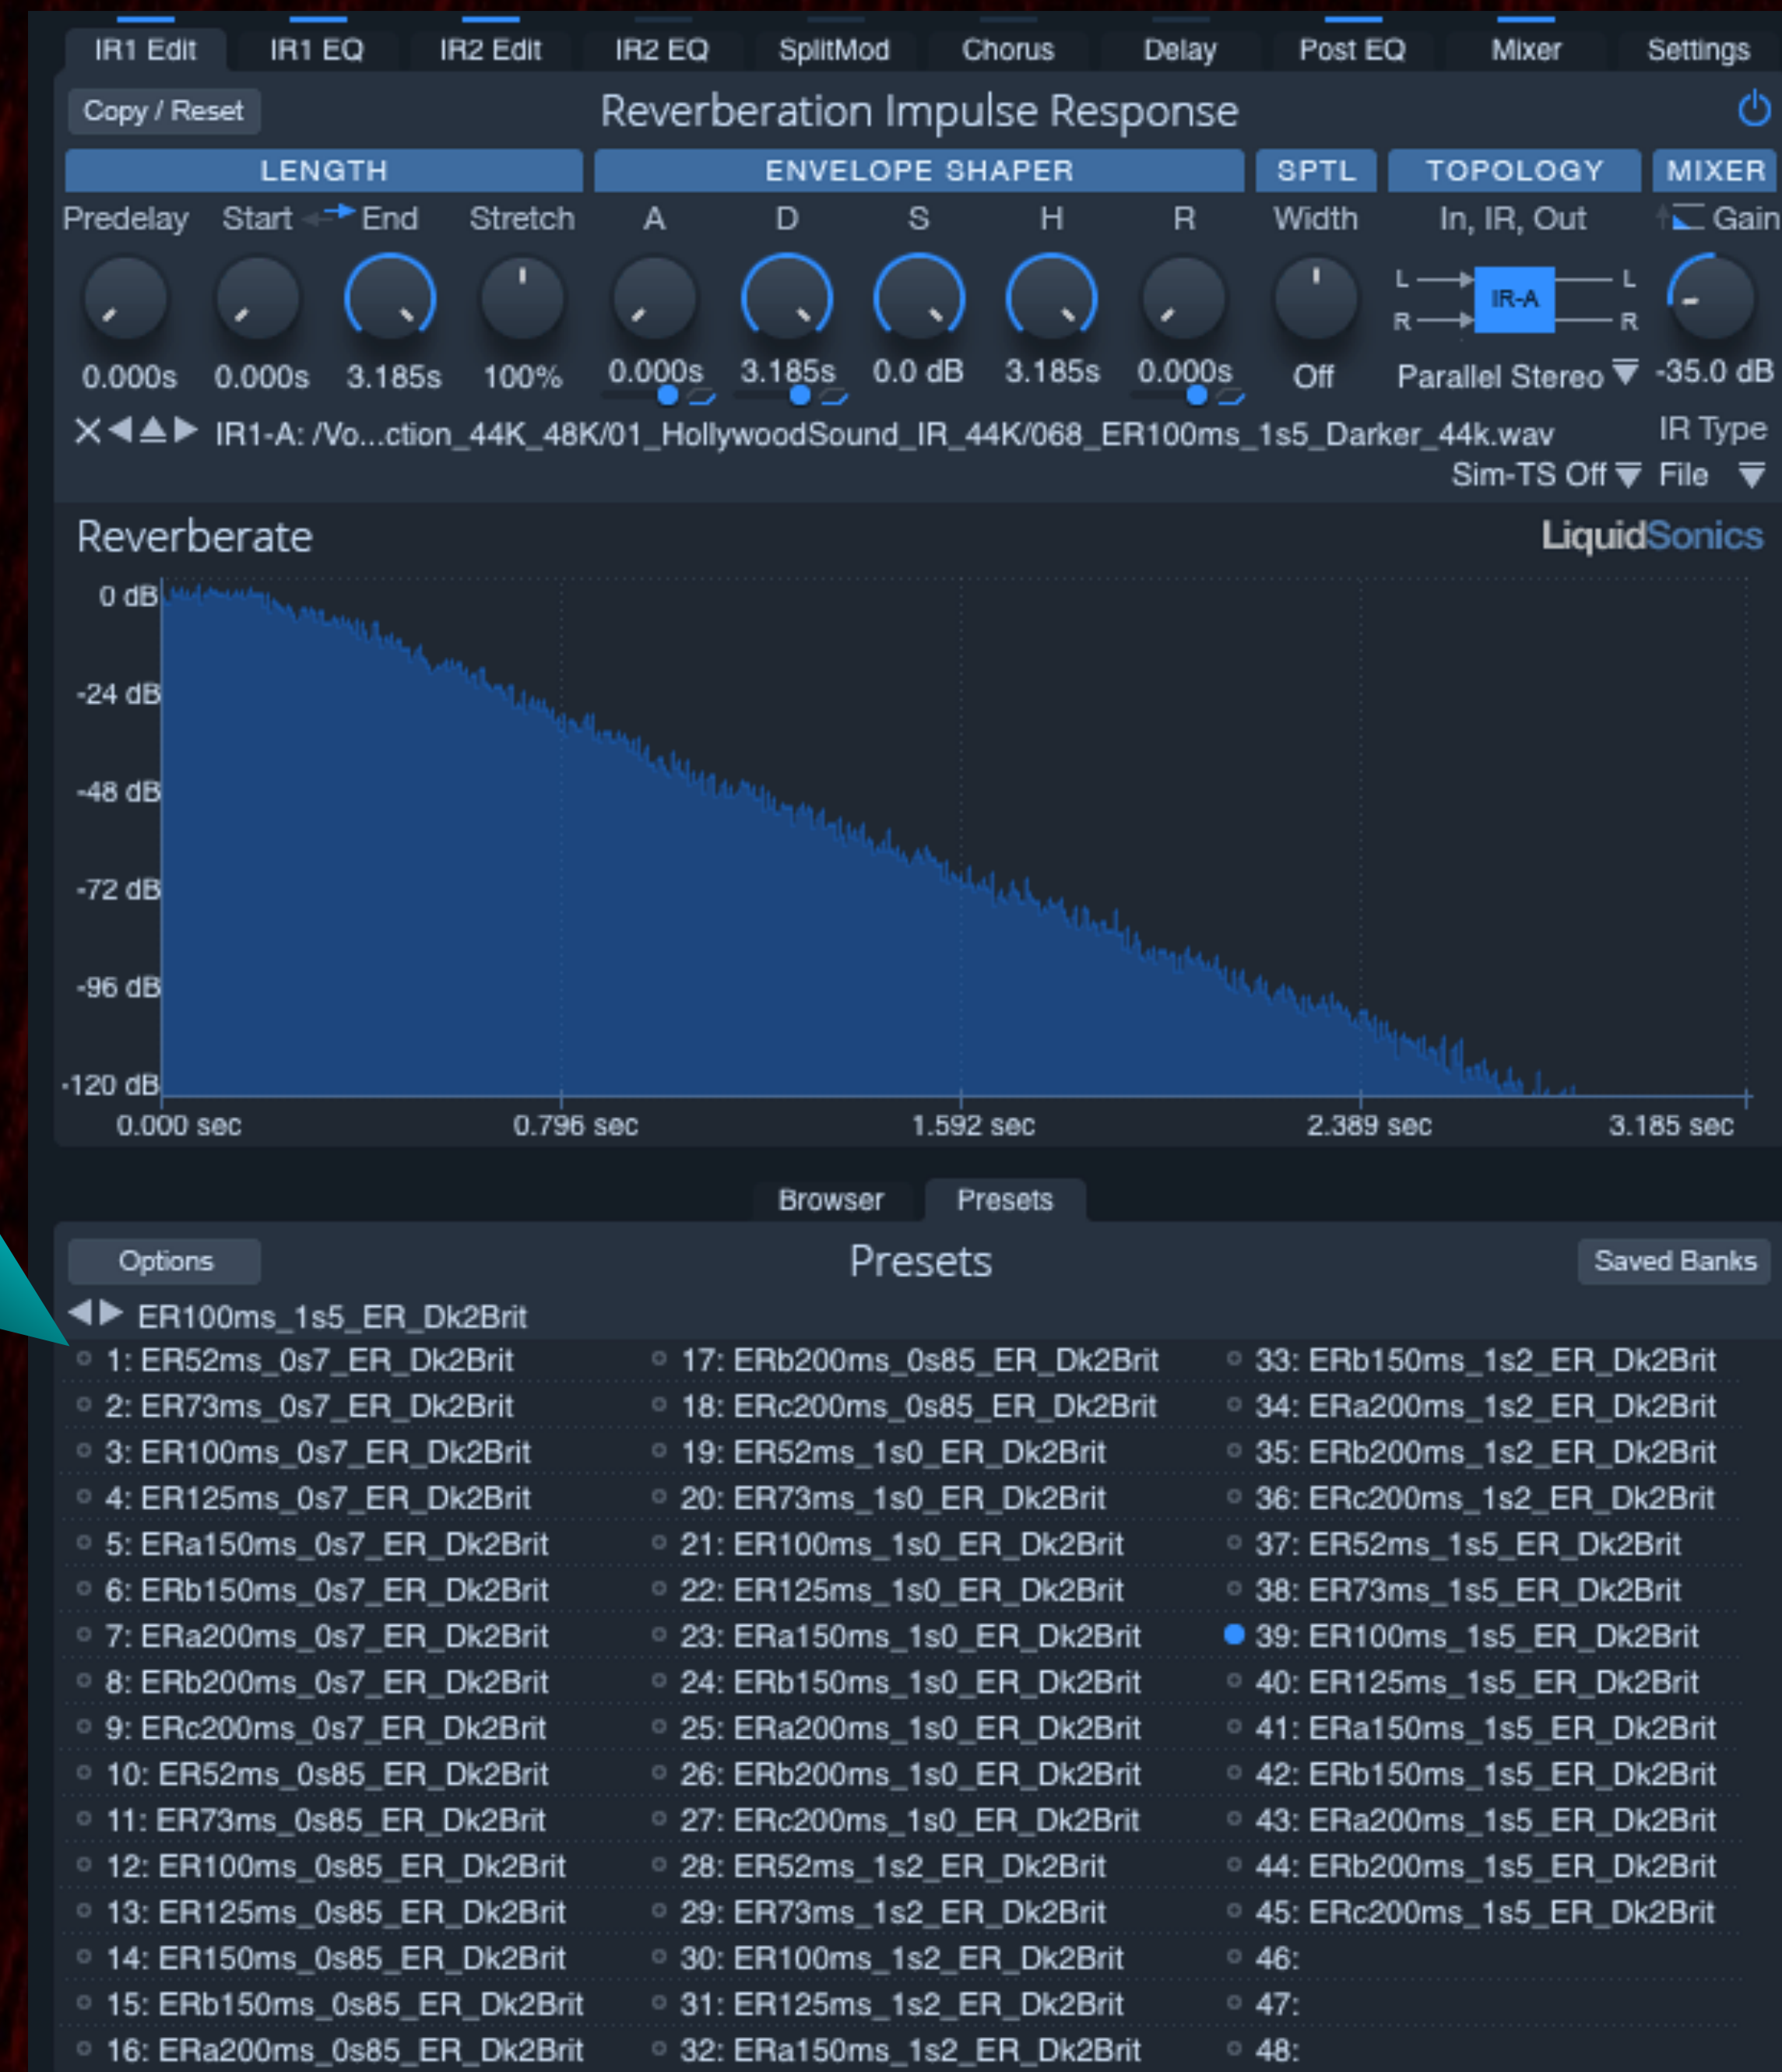 IR1 Edit IR1 EQ IR2 Edit IR2 EQ SplitMod Chorus Delay Post EQ Mixer Settings
Copy / Reset Reverberation Impulse Response
LENGTH ENVELOPE SHAPER SPTL TOPOLOGY MIXER
Predelay Start End Stretch A D S H R Width In, IR, Out Gain
L IR-A L
R R
0.000s 0.000s 3.185s 100% 0.000s 3.185s 0.0 dB 3.185s 0.000s Off Parallel Stereo -35.0 dB
IR1-A: /Vo...ction_44K_48K/01_HollywoodSound_IR_44K/068_ER100ms_1s5_Darker_44k.wav IR Type
Sim-TS Off File
Reverberate LiquidSonics
0 dB
-24 dB
-48 dB
-72 dB
-96 dB
-120 dB
0.000 sec 0.796 sec 1.592 sec 2.389 sec 3.185 sec
Browser Presets
Options Presets Saved Banks
ER100ms_1s5_ER_Dk2Brit
1: ER52ms_0s7_ER_Dk2Brit 17: ERb200ms_0s85_ER_Dk2Brit 33: ERb150ms_1s2_ER_Dk2Brit
2: ER73ms_0s7_ER_Dk2Brit 18: ERc200ms_0s85_ER_Dk2Brit 34: ERa200ms_1s2_ER_Dk2Brit
3: ER100ms_0s7_ER_Dk2Brit 19: ER52ms_1s0_ER_Dk2Brit 35: ERb200ms_1s2_ER_Dk2Brit
4: ER125ms_0s7_ER_Dk2Brit 20: ER73ms_1s0_ER_Dk2Brit 36: ERc200ms_1s2_ER_Dk2Brit
5: ERa150ms_0s7_ER_Dk2Brit 21: ER100ms_1s0_ER_Dk2Brit 37: ER52ms_1s5_ER_Dk2Brit
6: ERb150ms_0s7_ER_Dk2Brit 22: ER125ms_1s0_ER_Dk2Brit 38: ER73ms_1s5_ER_Dk2Brit
7: ERa200ms_0s7_ER_Dk2Brit 23: ERa150ms_1s0_ER_Dk2Brit 39: ER100ms_1s5_ER_Dk2Brit
8: ERb200ms_0s7_ER_Dk2Brit 24: ERb150ms_1s0_ER_Dk2Brit 40: ER125ms_1s5_ER_Dk2Brit
9: ERc200ms_0s7_ER_Dk2Brit 25: ERa200ms_1s0_ER_Dk2Brit 41: ERa150ms_1s5_ER_Dk2Brit
10: ER52ms_0s85_ER_Dk2Brit 26: ERb200ms_1s0_ER_Dk2Brit 42: ERb150ms_1s5_ER_Dk2Brit
11: ER73ms_0s85_ER_Dk2Brit 27: ERc200ms_1s0_ER_Dk2Brit 43: ERa200ms_1s5_ER_Dk2Brit
12: ER100ms_0s85_ER_Dk2Brit 28: ER52ms_1s2_ER_Dk2Brit 44: ERb200ms_1s5_ER_Dk2Brit
13: ER125ms_0s85_ER_Dk2Brit 29: ER73ms_1s2_ER_Dk2Brit 45: ERc200ms_1s5_ER_Dk2Brit
14: ER150ms_0s85_ER_Dk2Brit 30: ER100ms_1s2_ER_Dk2Brit 46:
15: ERb150ms_0s85_ER_Dk2Brit 31: ER125ms_1s2_ER_Dk2Brit 47:
16: ERa200ms_0s85_ER_Dk2Brit 32: ERa150ms_1s2_ER_Dk2Brit 48: